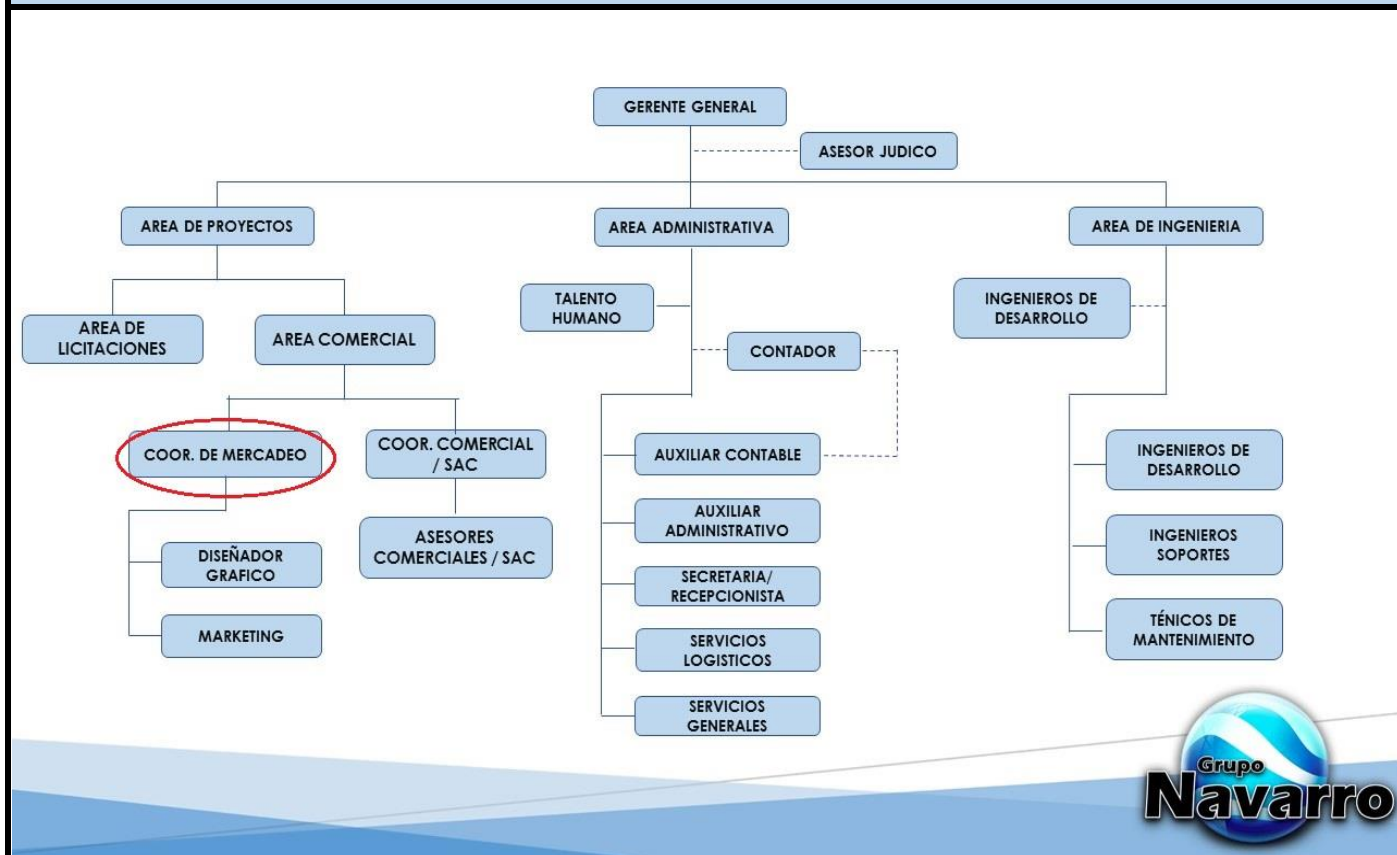 GERENTE GENERAL
ASESOR JUDICO
AREA DE PROYECTOS
AREA ADMINISTRATIVA
AREA DE INGENIERIA
AREA DE
LICITACIONES
AREA COMERCIAL
TALENTO
HUMANO
CONTADOR
INGENIEROS DE
DESARROLLO
COOR. DE MERCADEO
COOR. COMERCIAL
/ SAC
DISEÑADOR
GRAFICO
MARKETING
ASESORES
COMERCIALES / SAC
AUXILIAR CONTABLE
AUXILIAR
ADMINISTRATIVO
SECRETARIA/
RECEPCIONISTA
SERVICIOS
LOGISTICOS
SERVICIOS
GENERALES
INGENIEROS DE
DESARROLLO
INGENIEROS
SOPORTES
TÉNICOS DE
MANTENIMIENTO
Grupo
Navarro